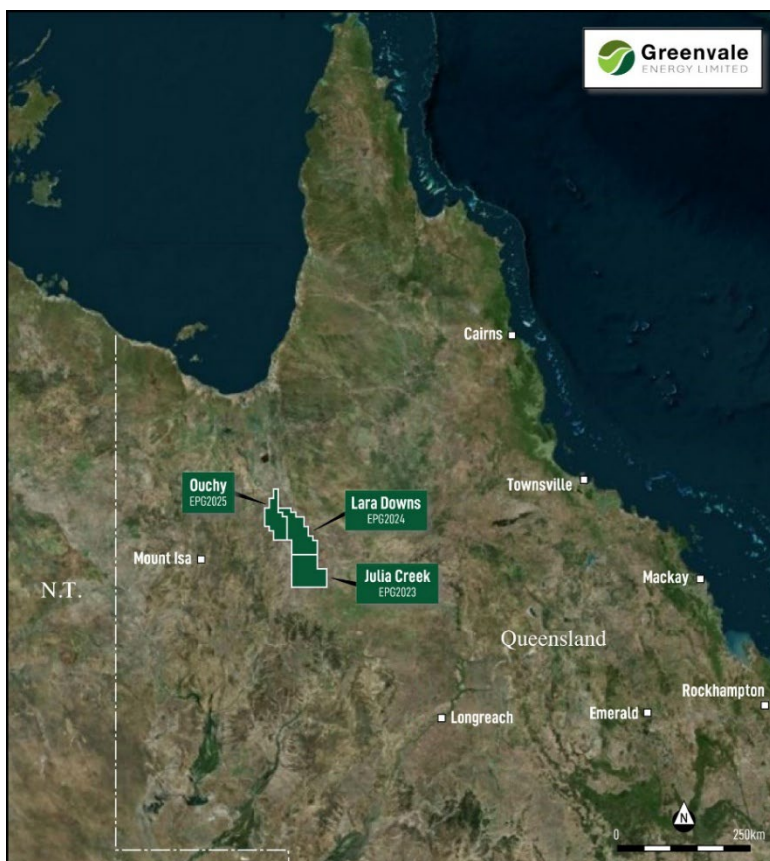 Greenvale
ENERGY LIMITED
Cairns
Ouchy
EPG2025
Lara Downs
EPG2024
Townsville
Mount Isa
Julia Creek
EPG2023
Mackay
N.T.
Queensland
Rockhampton
Longreach
Emerald
N
0
250km